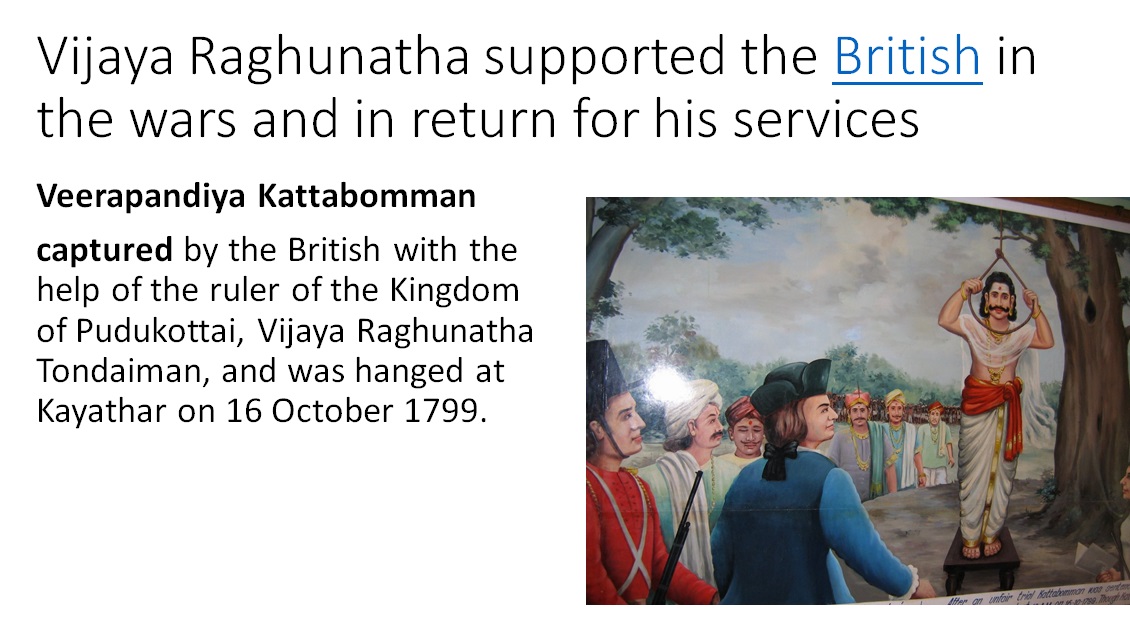 Vijaya Raghunatha supported the British in
the wars and in return for his services
Veerapandiya Kattabomman
captured by the British with the
help of the ruler of the Kingdom
of Pudukottai, Vijaya Raghunatha
Tondaiman, and was hanged at
Kayathar on 16 October 1799.
After an unfair trial Kattabomman was